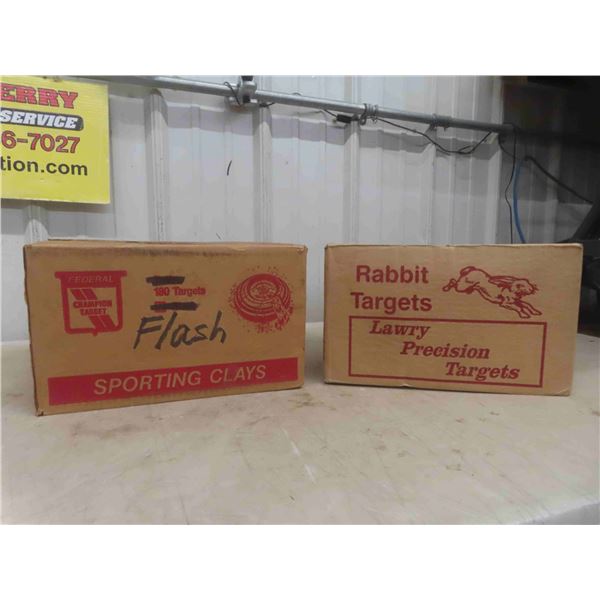 ERRY
SERVICE
6-7027
tion.com
FEDERAL
CHAMPION
TARGET
180 Targets
Flash
SPORTING CLAYS
Rabbit
Targets
Lawry
Precision
Targets